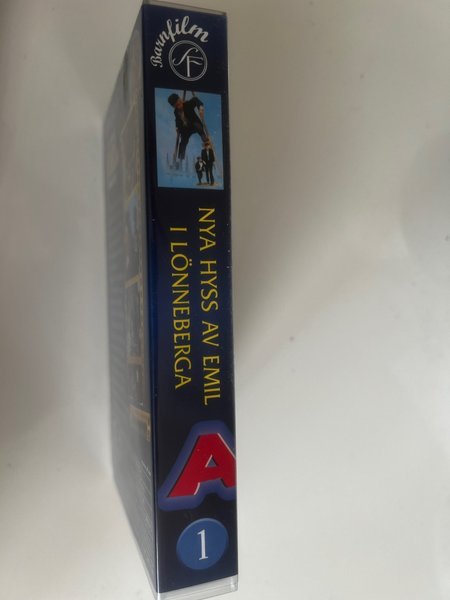 Barnfilm
SF
NYA HYSS AV EMIL
I LÖNNEBERGA
A
1